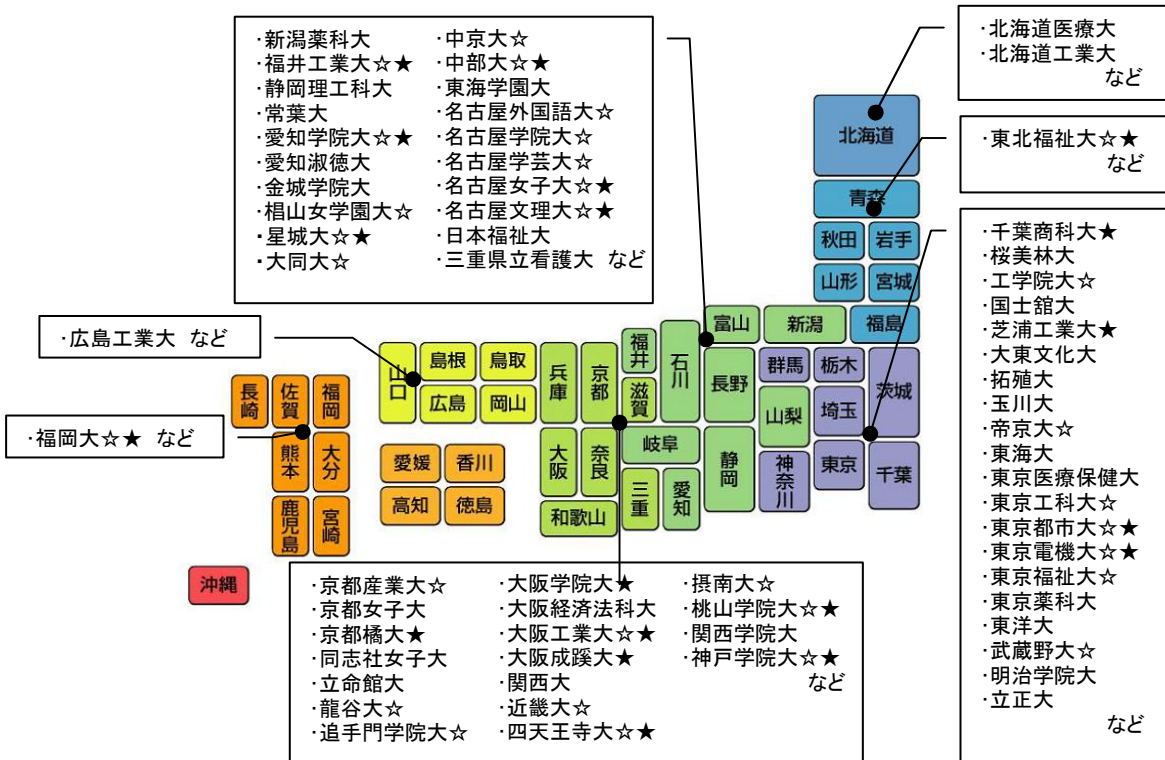 ·新潟薬科大
·福井工業大☆★
·静岡理工科大
·常葉大
·愛知学院大☆★
·愛知淑徳大
·金城学院大
·椙山女学園大☆
·星城大☆★
·大同大☆
·中京大☆
·中部大☆★
·東海学園大
·名古屋外国語大☆
·名古屋学院大☆
·名古屋学芸大☆
·名古屋女子大☆★
·名古屋文理大☆★
·日本福祉大
·三重県立看護大 など
·北海道医療大
·北海道工業大
など
·東北福祉大☆★
など
·千葉商科大★
·桜美林大
·工学院大☆
·国士舘大
·芝浦工業大★
·大東文化大
·拓殖大
·玉川大
·帝京大☆
·東海大
·東京医療保健大
·東京工科大☆
·東京都市大☆★
·東京電機大☆★
·東京福祉大☆
·東京薬科大
·東洋大
·武蔵野大☆
·明治学院大
·立正大
など
·広島工業大 など
·福岡大☆★ など
北海道
青森
秋田
岩手
山形
宮城
富山
新潟
福島
福井
石川
長野
群馬
栃木
茨城
山口
島根
鳥取
兵庫
京都
滋賀
広島
岡山
山梨
埼玉
長崎
佐賀
福岡
岐阜
静岡
神奈川
東京
千葉
熊本
大分
愛媛
香川
大阪
奈良
三重
愛知
高知
徳島
和歌山
鹿児島
宮崎
沖縄
·京都産業大☆
·京都女子大
·京都橘大★
·同志社女子大
·立命館大
·龍谷大☆
·追手門学院大☆
·大阪学院大★
·大阪経済法科大
·大阪工業大☆★
·大阪成蹊大★
·関西大
·近畿大☆
·四天王寺大☆★
·摂南大☆
·桃山学院大☆★
·関西学院大
·神戸学院大☆★
など